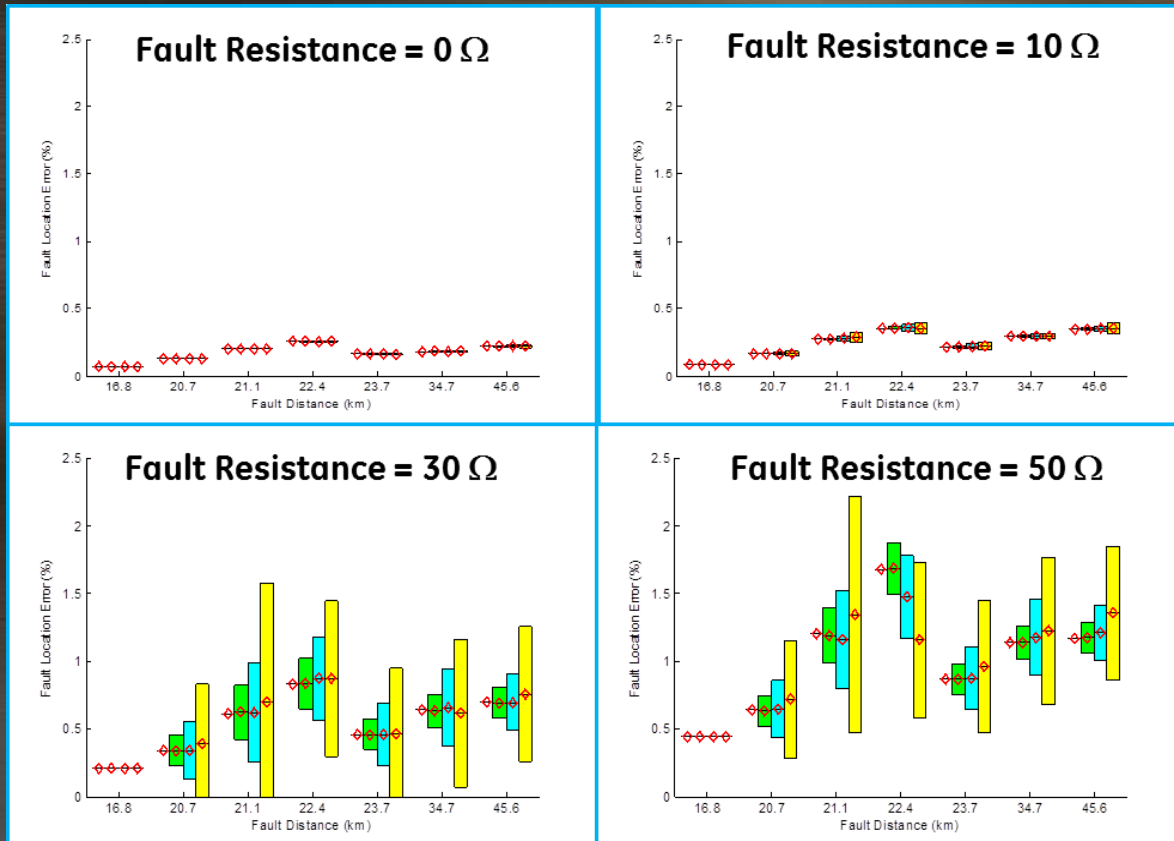 Fault Resistance = 0 Ω
2.5
2
1.5
1
0.5
0
Fault Location Error (%)
16.8 20.7 21.1 22.4 23.7 34.7 45.6
Fault Distance (km)
Fault Resistance = 10 Ω
2.5
2
1.5
1
0.5
0
Fault Location Error (%)
16.8 20.7 21.1 22.4 23.7 34.7 45.6
Fault Distance (km)
Fault Resistance = 30 Ω
2.5
2
1.5
1
0.5
0
Fault Location Error (%)
16.8 20.7 21.1 22.4 23.7 34.7 45.6
Fault Distance (km)
Fault Resistance = 50 Ω
2.5
2
1.5
1
0.5
0
Fault Location Error (%)
16.8 20.7 21.1 22.4 23.7 34.7 45.6
Fault Distance (km)